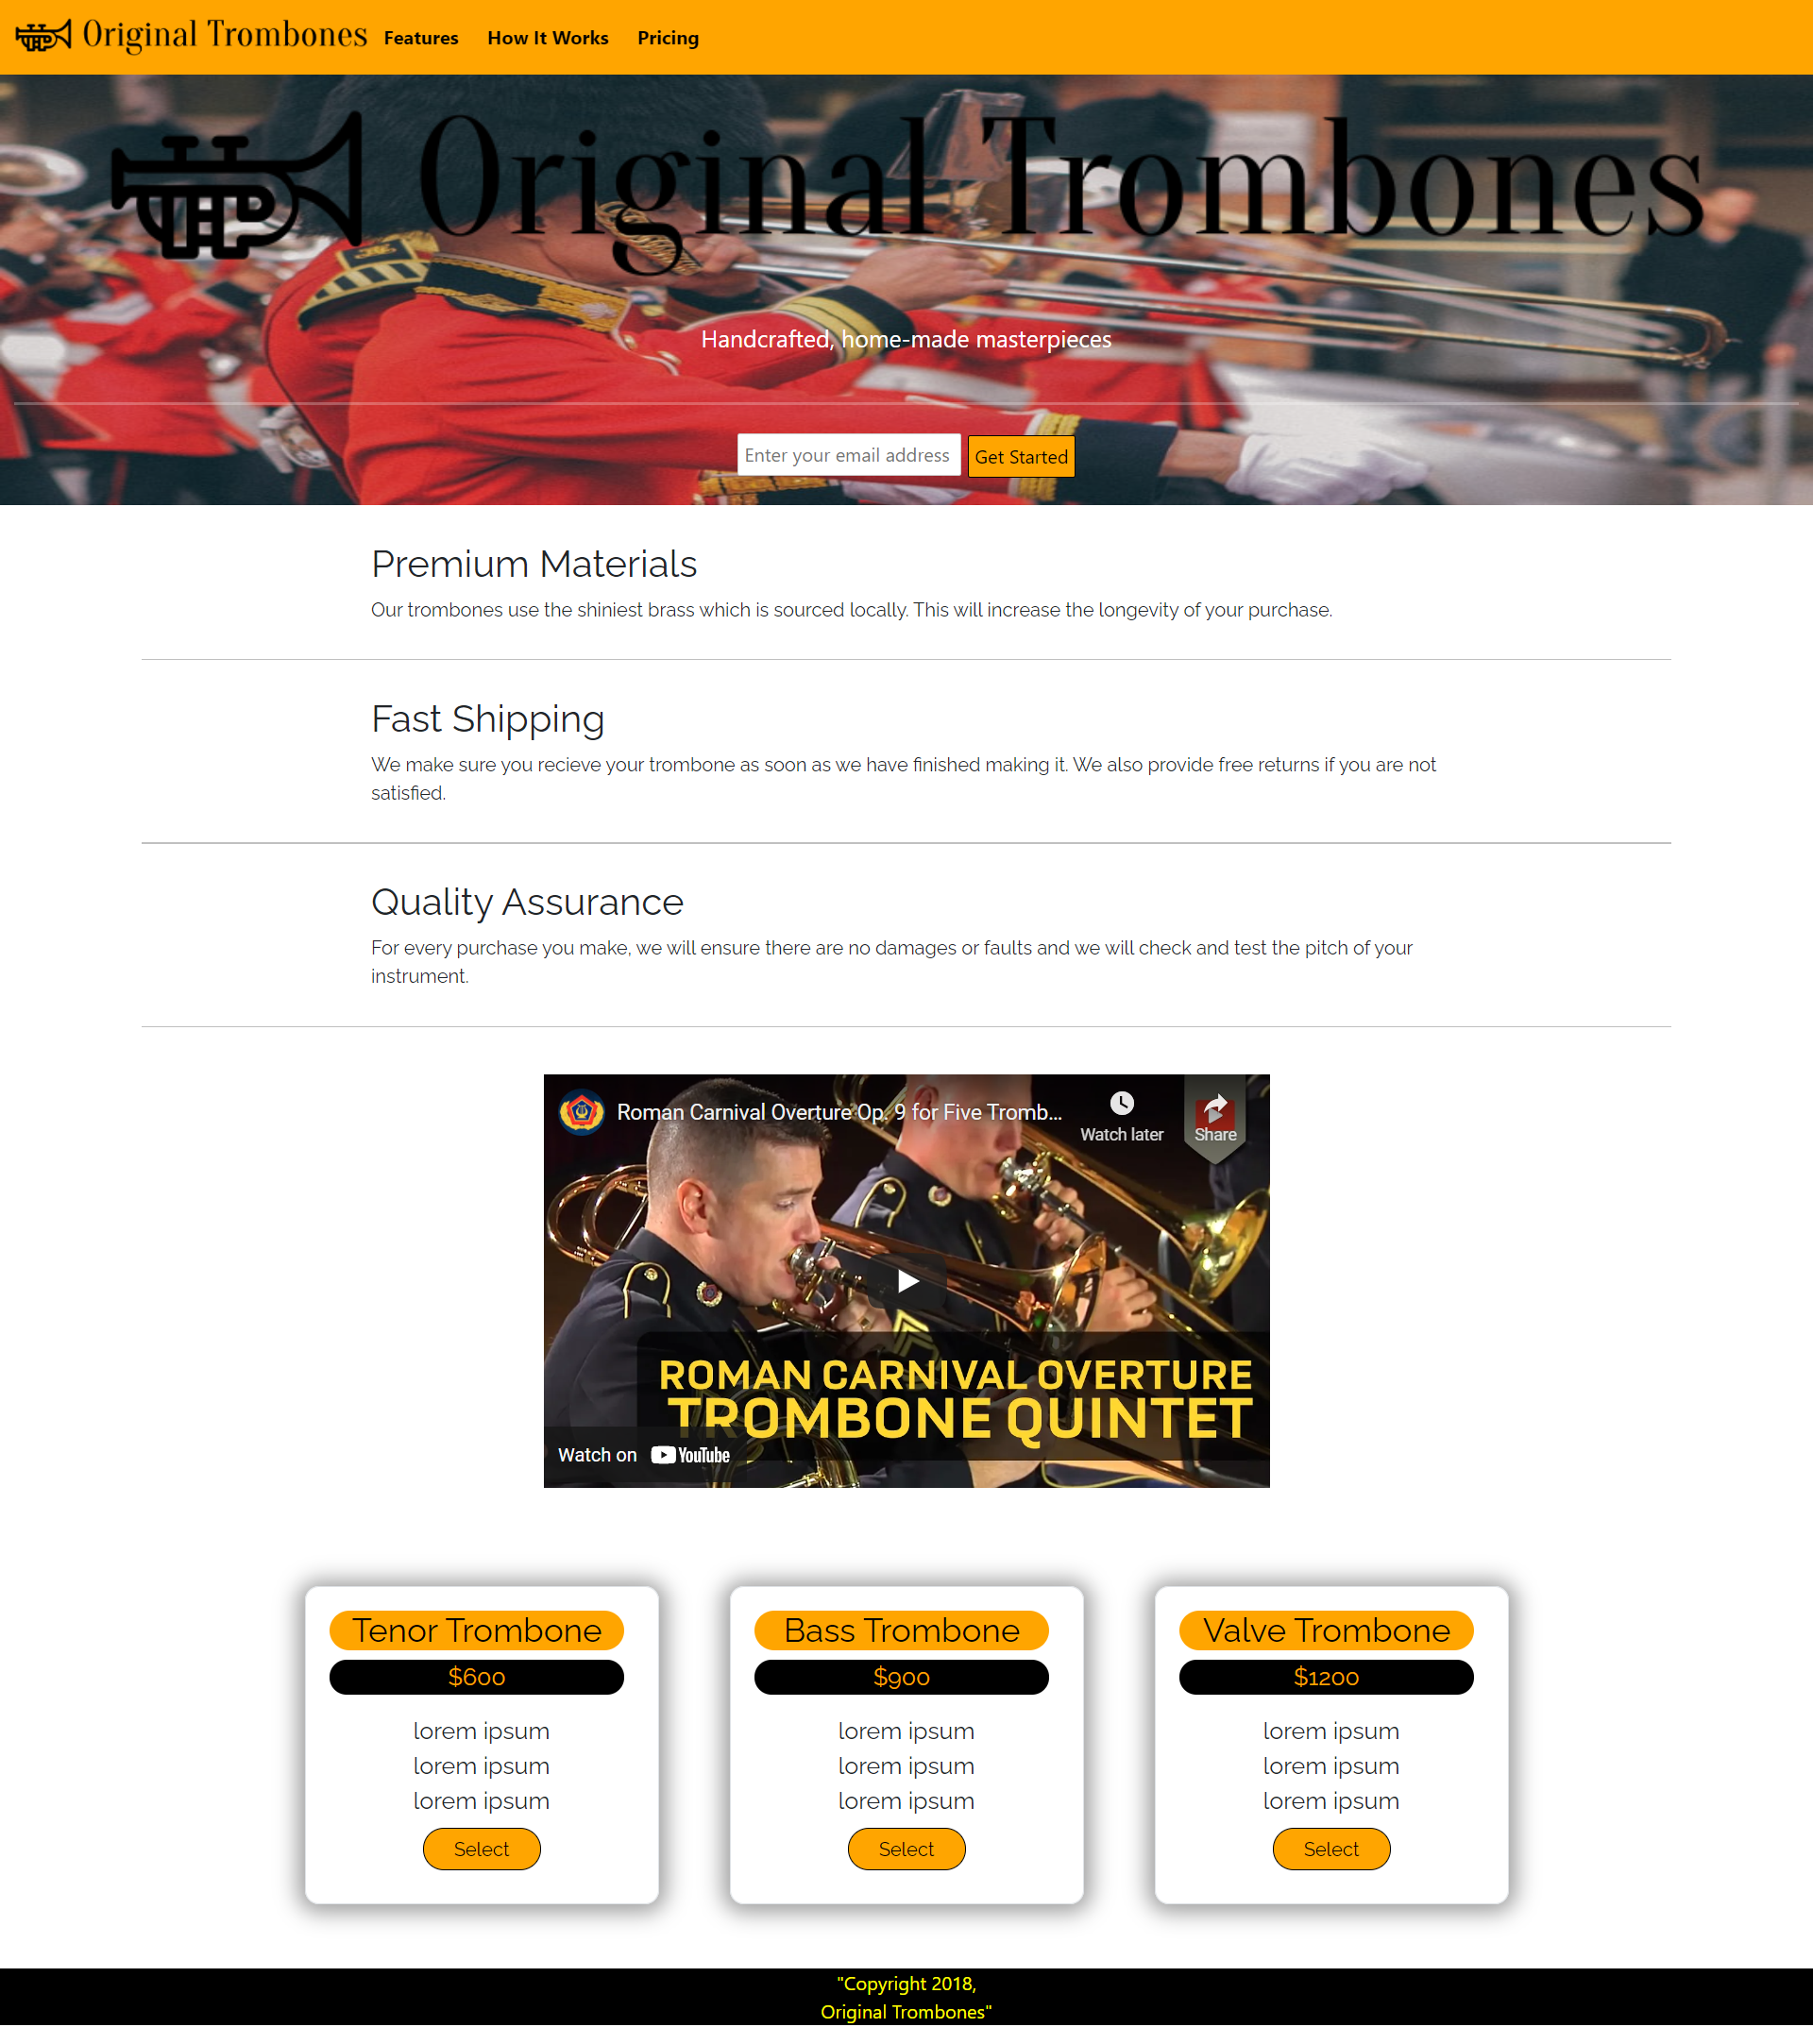 Original Trombones Features How It Works Pricing
Original Trombones
Handcrafted, home-made masterpieces
Enter your email address Get Started
Premium Materials
Our trombones use the shiniest brass which is sourced locally. This will increase the longevity of your purchase.
Fast Shipping
We make sure you recieve your trombone as soon as we have finished making it. We also provide free returns if you are not
satisfied.
Quality Assurance
For every purchase you make, we will ensure there are no damages or faults and we will check and test the pitch of your
instrument.
Roman Carnival Overture Op. 9 for Five Tromb...
Watch later Share
ROMAN CARNIVAL OVERTURE
TROMBONE QUINTET
Watch on YouTube
Tenor Trombone
$600
lorem ipsum
lorem ipsum
lorem ipsum
Select
Bass Trombone
$900
lorem ipsum
lorem ipsum
lorem ipsum
Select
Valve Trombone
$1200
lorem ipsum
lorem ipsum
lorem ipsum
Select
"Copyright 2018,
Original Trombones"